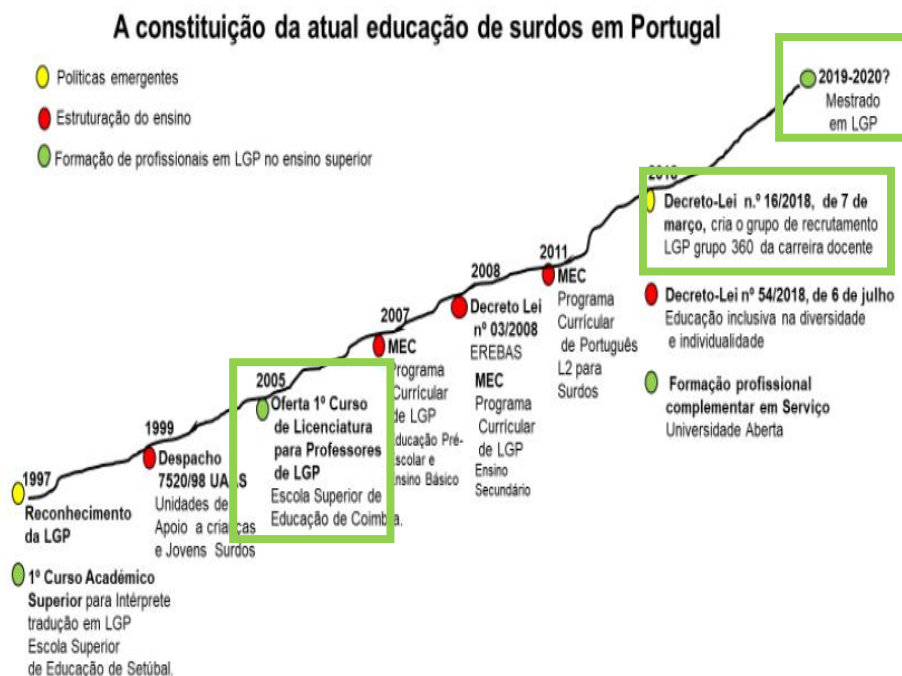 A constituição da atual educação de surdos em Portugal
Políticas emergentes
Estruturação do ensino
Formação de profissionais em LGP no ensino superior
1997
Reconhecimento
da LGP
1º Curso Académico
Superior para Intérprete
tradução em LGP
Escola Superior
de Educação de Setúbal.
1999
Despacho
7520/98
Unidades de
Apoio a crianças
e Jovens Surdos
2005
Oferta 1º Curso
de Licenciatura
para Professores
de LGP
Escola Superior de
Educação de Coimbra.
2007
MEC
Programa
Currícular
de LGP
Educação Pré-
Escolar e
Ensino Básico
2008
Decreto Lei
nº 03/2008
EREBAS
MEC
Programa
Currícular
de LGP
Ensino
Secundário
2011
MEC
Programa
Currícular
de Português
L2 para
Surdos
2018
Decreto-Lei n.º 16/2018, de 7 de
março, cria o grupo de recrutamento
LGP grupo 360 da carreira docente
Decreto-Lei nº 54/2018, de 6 de julho
Educação inclusiva na diversidade
e individualidade
Formação profissional
complementar em Serviço
Universidade Aberta
2019-2020?
Mestrado
em LGP